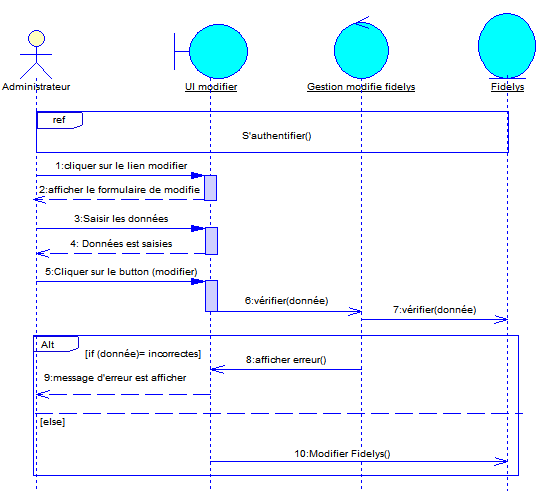 Administrateur
UI modifier
Gestion modifie fidelys
Fidelys
ref
S'authentifier()
1:cliquer sur le lien modifier
2:afficher le formulaire de modifie
3:Saisir les données
4: Données est saisies
5:Cliquer sur le button (modifier)
6:vérifier(donnée)
7:vérifier(donnée)
Alt
[if (donnée)= incorrectes]
8:afficher erreur()
9:message d'erreur est afficher
[else]
10:Modifier Fidelys()